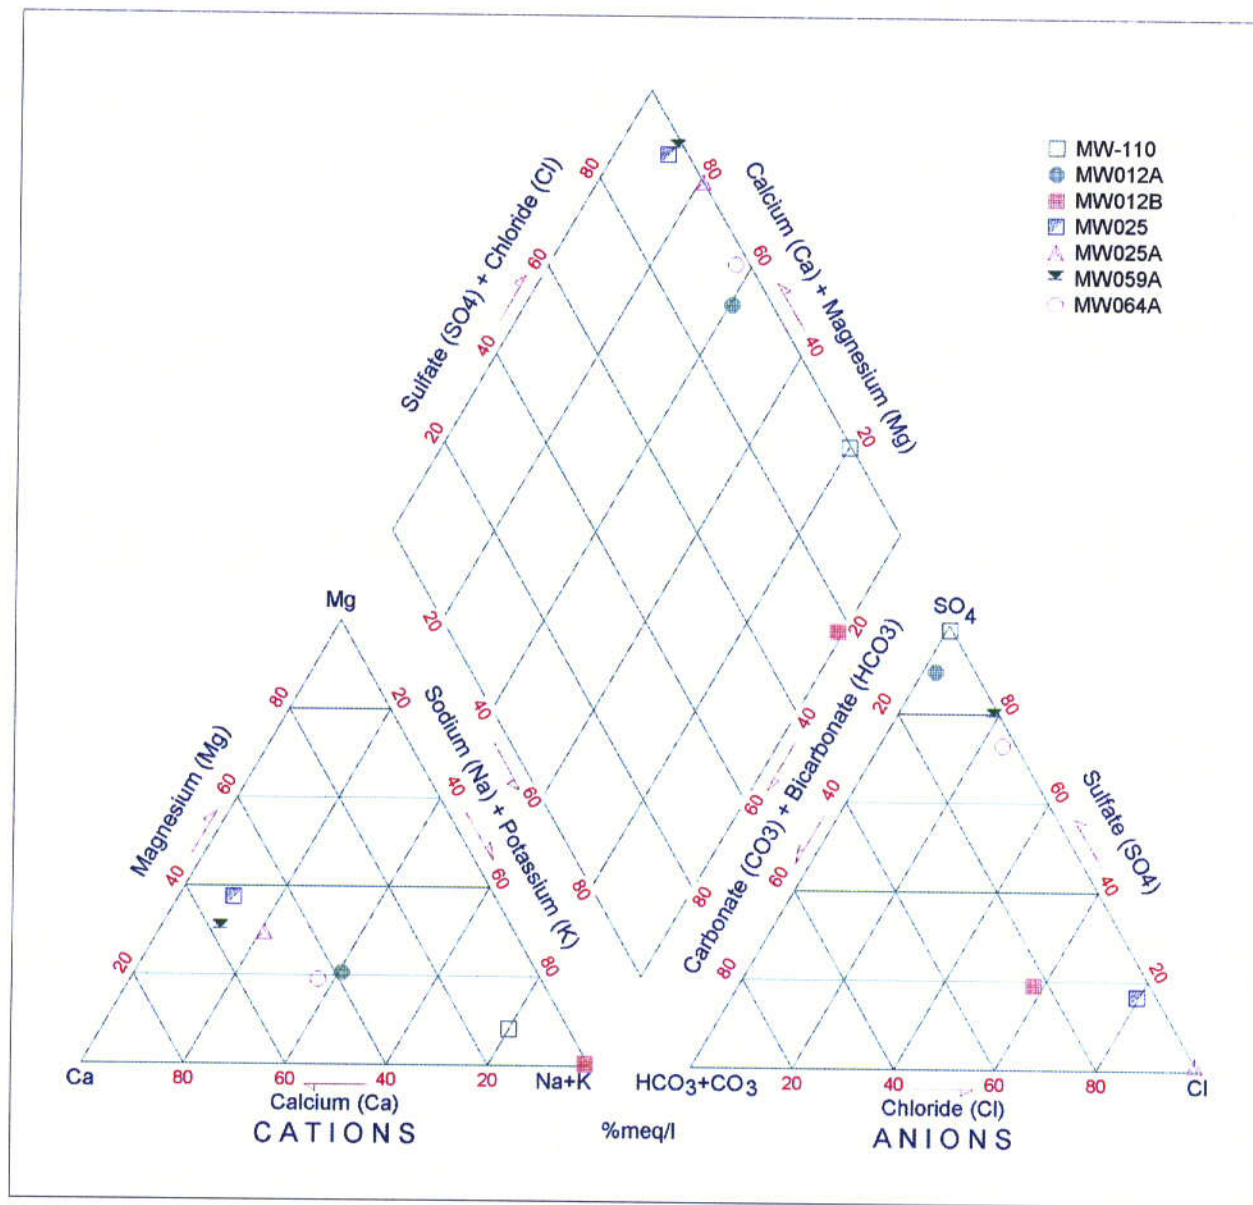 MW-110
MW012A
MW012B
MW025
MW025A
MW059A
MW064A
Sulfate (SO4) + Chloride (Cl)
Calcium (Ca) + Magnesium (Mg)
80
60
40
20
80
60
40
20
20
40
60
80
20
40
60
80
Mg
Magnesium (Mg)
Sodium (Na) + Potassium (K)
80
60
40
20
20
40
60
80
Ca
80
60
40
20
Na+K
Calcium (Ca)
CATIONS
%meq/l
SO4
Carbonate (CO3) + Bicarbonate (HCO3)
Sulfate (SO4)
20
40
60
80
80
60
40
20
HCO3+CO3
20
40
60
80
Cl
Chloride (Cl)
ANIONS